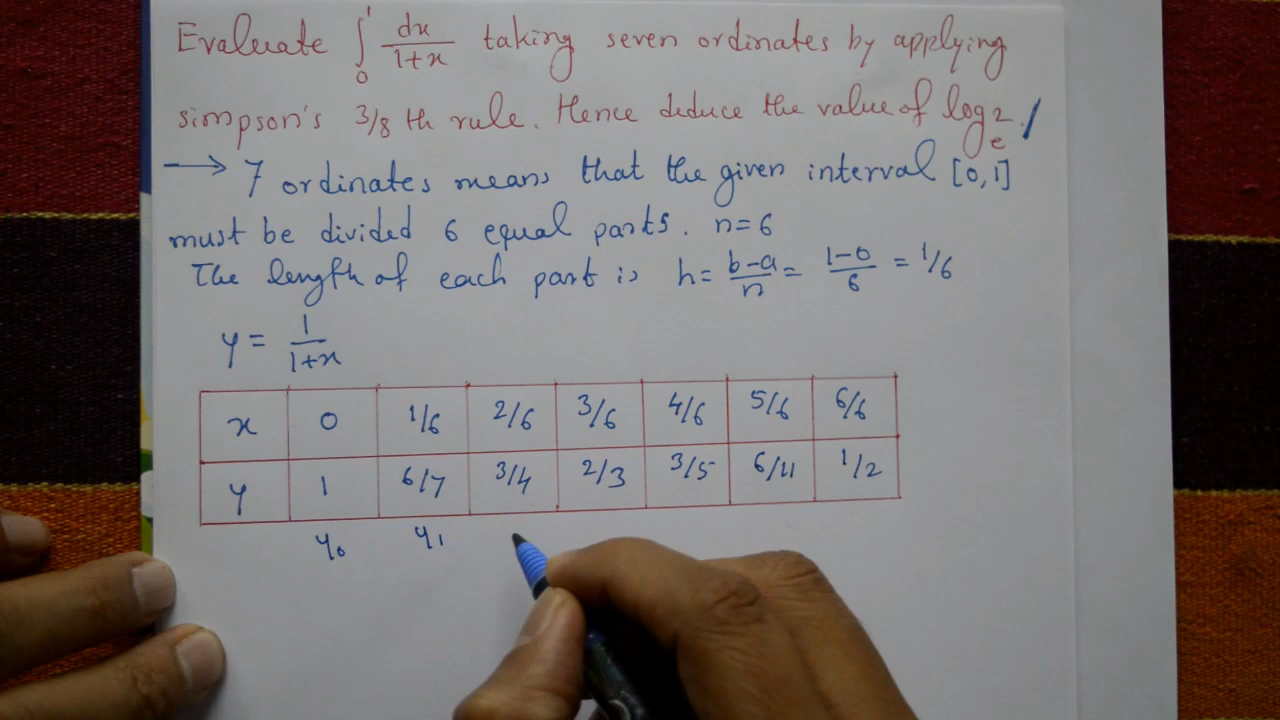 Evaluate ∫₀¹ dx/1+x taking seven ordinates by applying
simpson's 3/8 th rule. Hence deduce the value of logₑ2.
→ 7 ordinates means that the given interval [0,1]
must be divided 6 equal parts. n=6
The length of each part is h= b-a/n = 1-0/6 = 1/6
y = 1/1+x
x 0 1/6 2/6 3/6 4/6 5/6 6/6
y 1 6/7 3/4 2/3 3/5 6/11 1/2
y₀ y₁